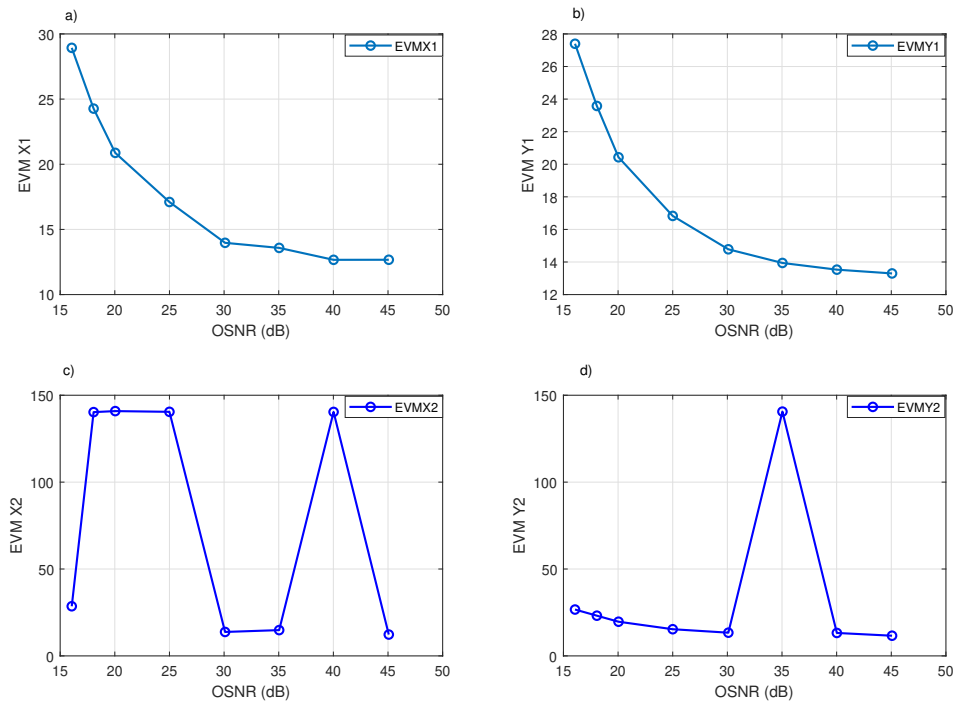 a)
EVMX1
30
25
20
15
10
EVM X1
15 20 25 30 35 40 45 50
OSNR (dB)
b)
EVMY1
28
26
24
22
20
18
16
14
12
EVM Y1
15 20 25 30 35 40 45 50
OSNR (dB)
c)
EVMX2
150
100
50
0
EVM X2
15 20 25 30 35 40 45 50
OSNR (dB)
d)
EVMY2
150
100
50
0
EVM Y2
15 20 25 30 35 40 45 50
OSNR (dB)